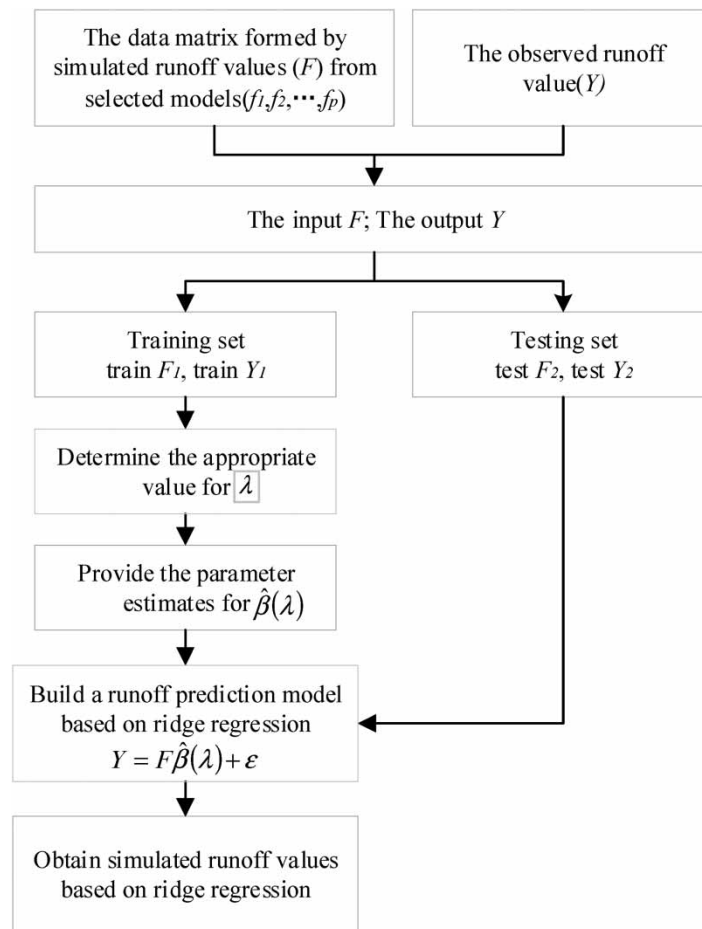 The data matrix formed by
simulated runoff values (F) from
selected models(f1,f2,⋯,fp)
The observed runoff
value(Y)
The input F; The output Y
Training set
train F1, train Y1
Testing set
test F2, test Y2
Determine the appropriate
value for λ
Provide the parameter
estimates for β̂(λ)
Build a runoff prediction model
based on ridge regression
Y = Fβ̂(λ)+ε
Obtain simulated runoff values
based on ridge regression